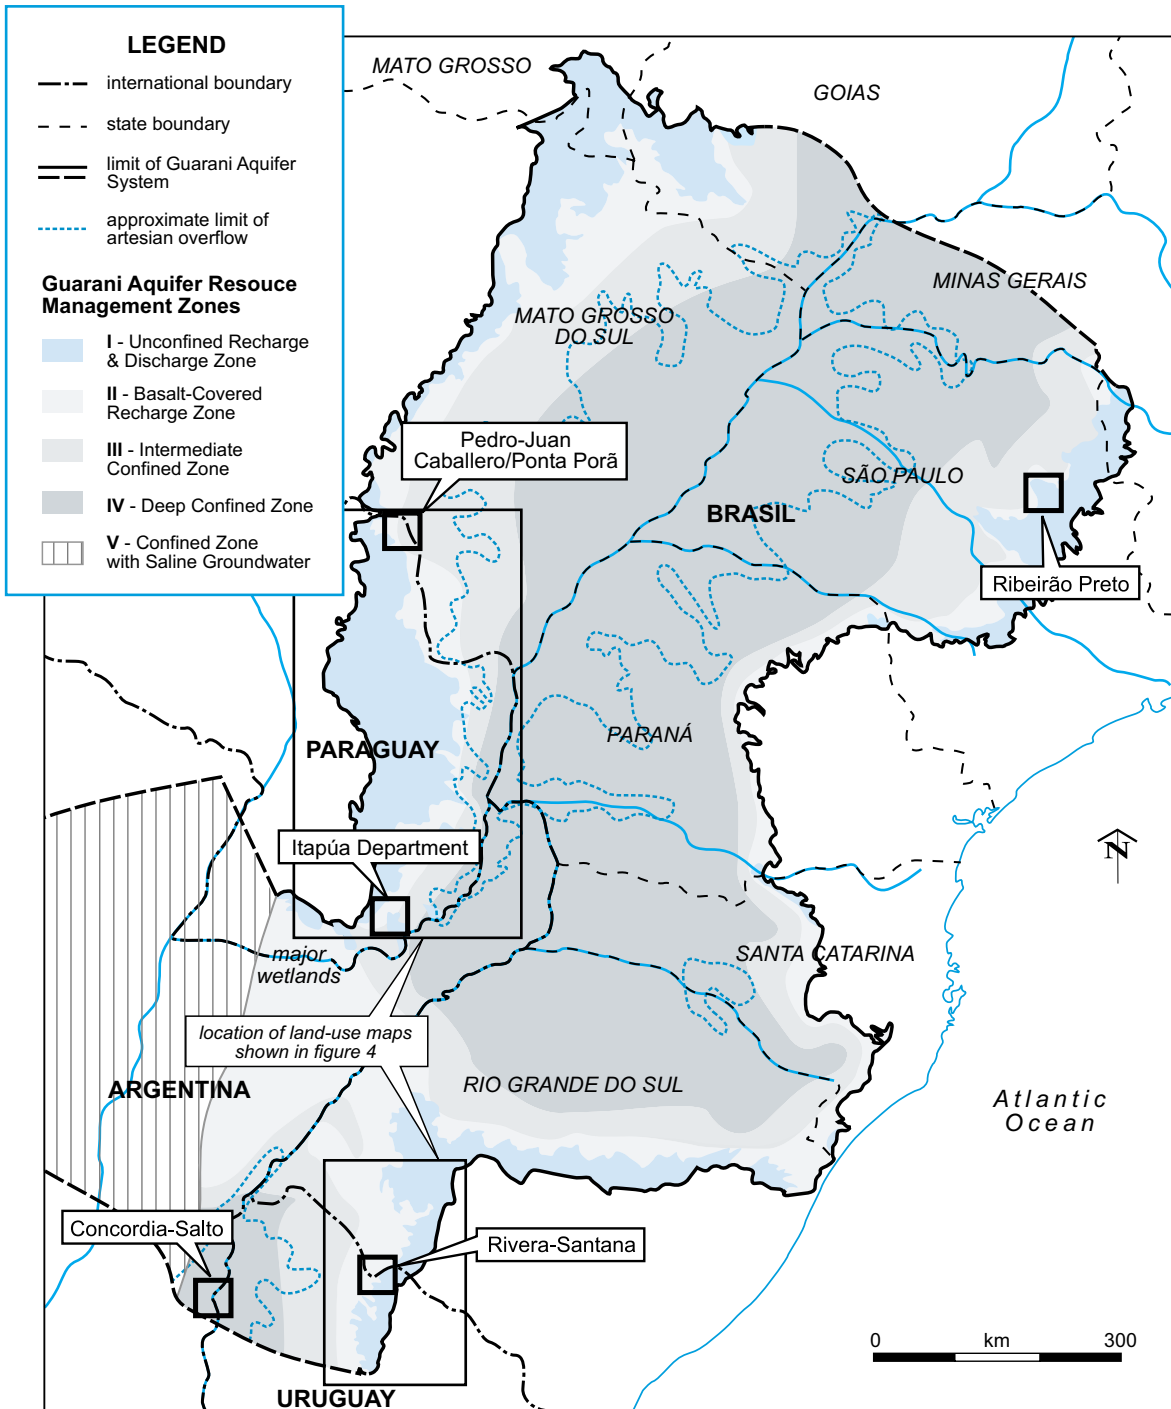 LEGEND
international boundary
state boundary
limit of Guarani Aquifer
System
approximate limit of
artesian overflow
Guarani Aquifer Resouce
Management Zones
I - Unconfined Recharge
& Discharge Zone
II - Basalt-Covered
Recharge Zone
III - Intermediate
Confined Zone
IV - Deep Confined Zone
V - Confined Zone
with Saline Groundwater
MATO GROSSO
GOIAS
MINAS GERAIS
MATO GROSSO
DO SUL
Pedro-Juan
Caballero/Ponta Porã
SÃO PAULO
BRASIL
Ribeirão Preto
PARAGUAY
PARANÁ
Itapúa Department
N
major
wetlands
SANTA CATARINA
location of land-use maps
shown in figure 4
ARGENTINA
RIO GRANDE DO SUL
Atlantic
Ocean
Concordia-Salto
Rivera-Santana
0 km 300
URUGUAY